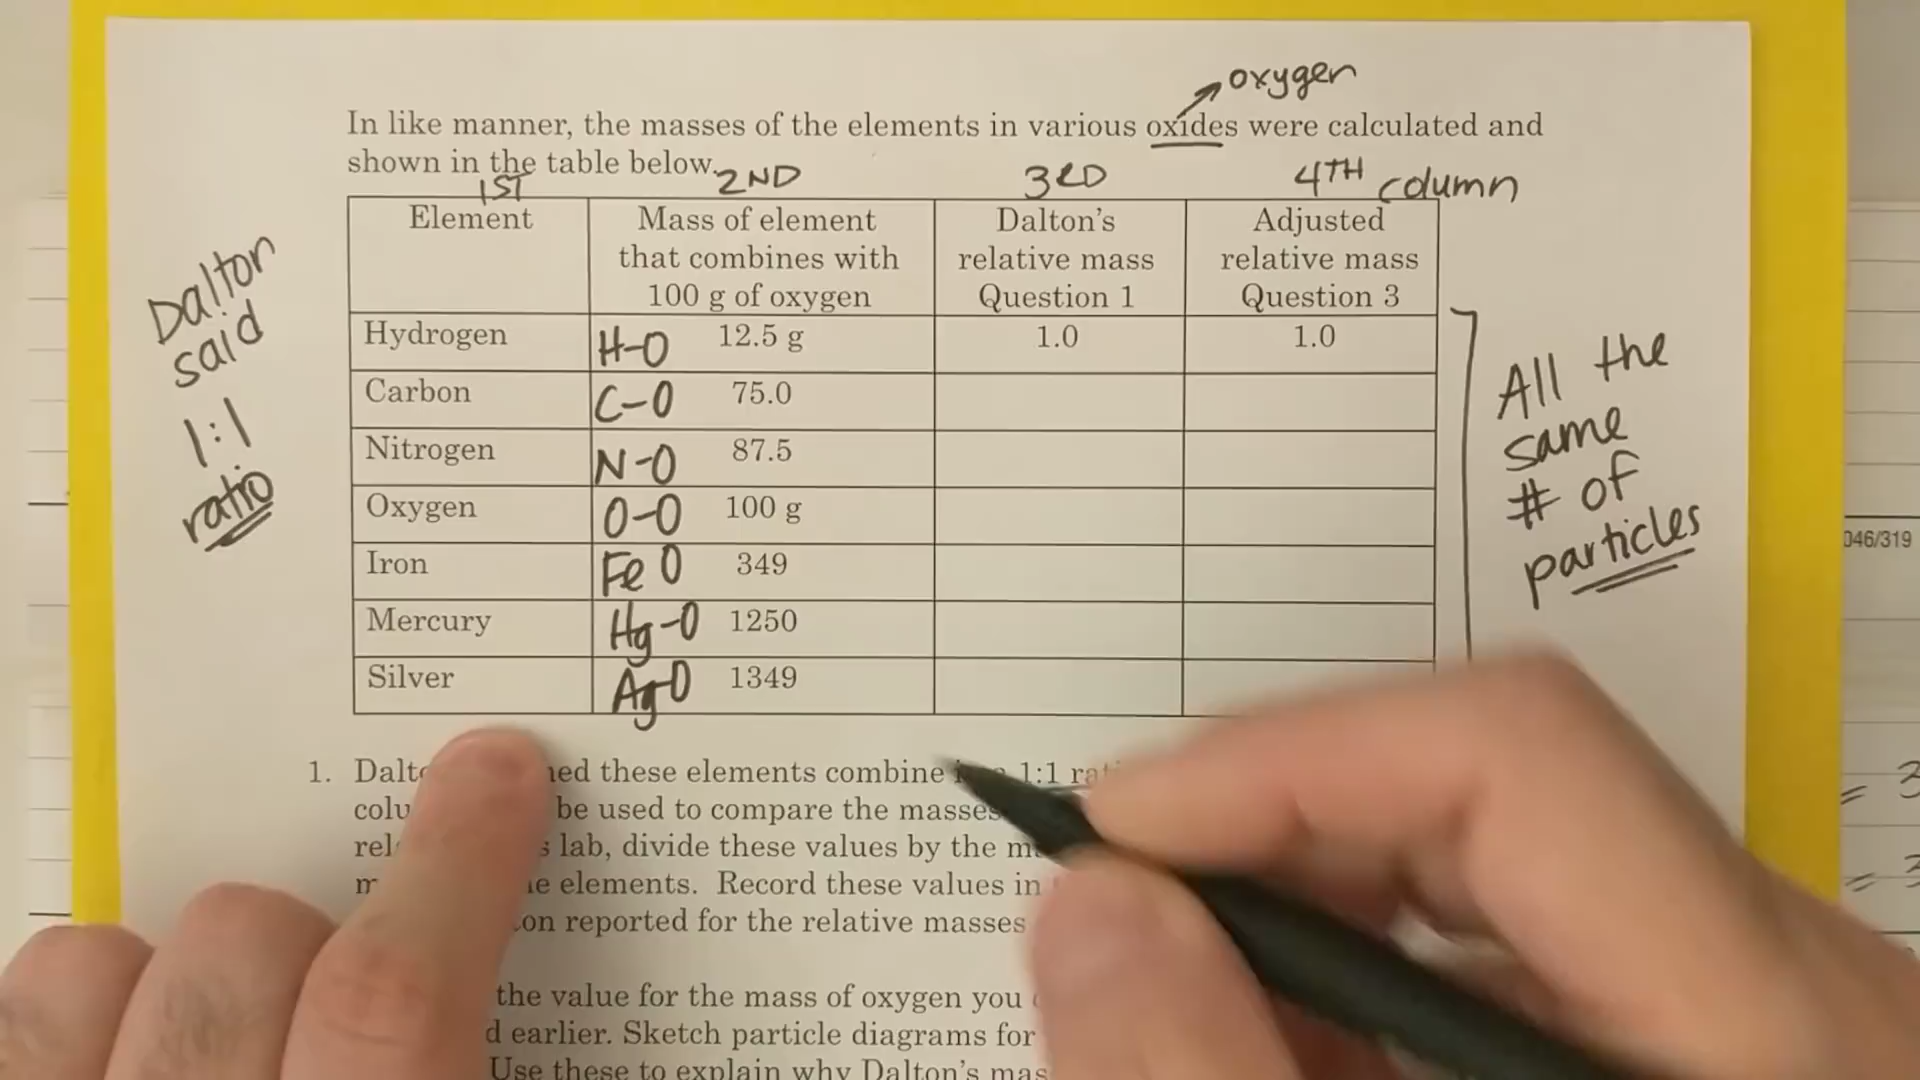 oxygen
In like manner, the masses of the elements in various oxides were calculated and
shown in the table below.
1ST 2ND 3RD 4TH column
Element Mass of element that combines with 100 g of oxygen Dalton's relative mass Question 1 Adjusted relative mass Question 3
Hydrogen H-O 12.5 g 1.0 1.0
Carbon C-O 75.0
Nitrogen N-O 87.5
Oxygen O-O 100 g
Iron Fe O 349
Mercury Hg-O 1250
Silver Ag-O 1349
Dalton
said
1:1
ratio
All the
same
# of
particles
046/319
= 3
=
1. these elements combine 1:1
be used to compare the masses
lab, divide these values by the
elements. Record these values in
reported for the relative masses
the value for the mass of oxygen you
earlier. Sketch particle diagrams for
Use these to explain why Dalton's